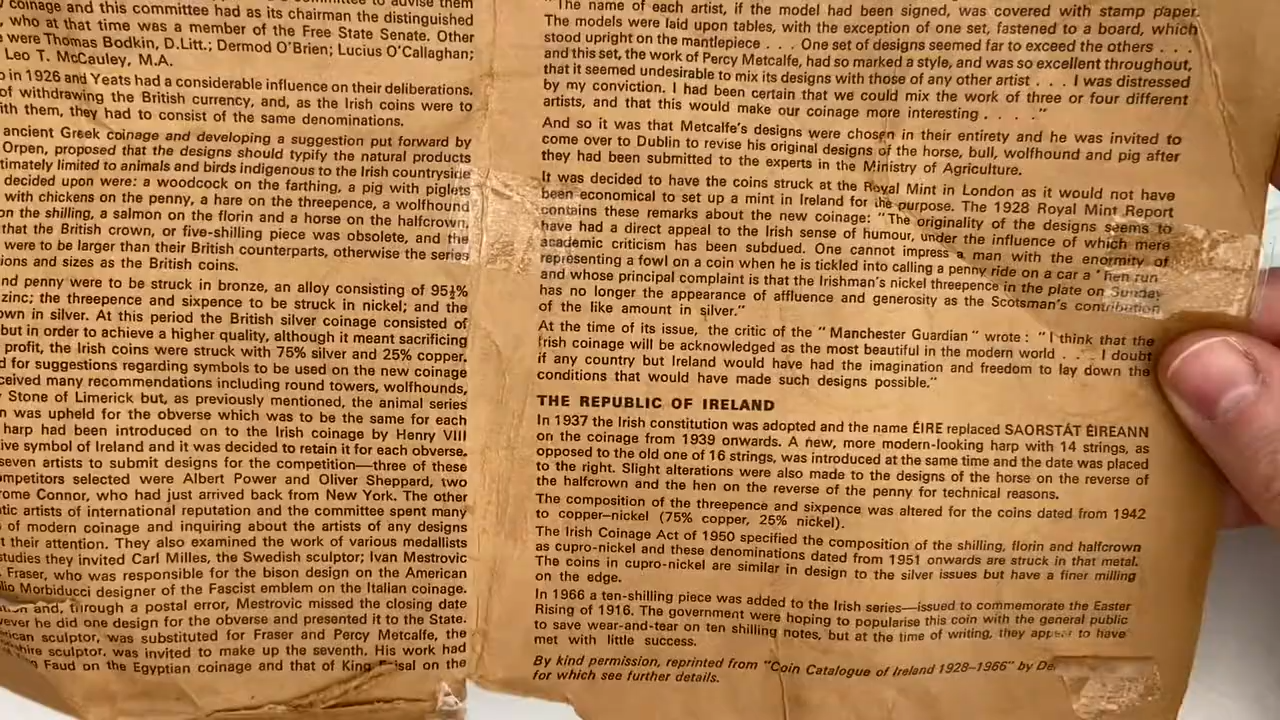 coinage and this committee had as its chairman the distinguished
, who at that time was a member of the Free State Senate. Other
were Thomas Bodkin, D.Litt.; Dermod O'Brien; Lucius O'Callaghan;
Leo T. McCauley, M.A.
in 1926 and Yeats had a considerable influence on their deliberations.
of withdrawing the British currency, and, as the Irish coins were to
with them, they had to consist of the same denominations.
ancient Greek coinage and developing a suggestion put forward by
Orpen, proposed that the designs should typify the natural products
timately limited to animals and birds indigenous to the Irish countryside
decided upon were: a woodcock on the farthing, a pig with piglets
with chickens on the penny, a hare on the threepence, a wolfhound
on the shilling, a salmon on the florin and a horse on the halfcrown,
that the British crown, or five-shilling piece was obsolete, and the
were to be larger than their British counterparts, otherwise the series
ions and sizes as the British coins.
nd penny were to be struck in bronze, an alloy consisting of 95½%
zinc; the threepence and sixpence to be struck in nickel; and the
own in silver. At this period the British silver coinage consisted of
but in order to achieve a higher quality, although it meant sacrificing
profit, the Irish coins were struck with 75% silver and 25% copper.
d for suggestions regarding symbols to be used on the new coinage
ceived many recommendations including round towers, wolfhounds,
Stone of Limerick but, as previously mentioned, the animal series
n was upheld for the obverse which was to be the same for each
harp had been introduced on to the Irish coinage by Henry VIII
ive symbol of Ireland and it was decided to retain it for each obverse.
seven artists to submit designs for the competition—three of these
mpetitors selected were Albert Power and Oliver Sheppard, two
rome Connor, who had just arrived back from New York. The other
tic artists of international reputation and the committee spent many
of modern coinage and inquiring about the artists of any designs
t their attention. They also examined the work of various medallists
studies they invited Carl Milles, the Swedish sculptor; Ivan Mestrovic
Fraser, who was responsible for the bison design on the American
lio Morbiducci designer of the Fascist emblem on the Italian coinage.
and, through a postal error, Mestrovic missed the closing date
ever he did one design for the obverse and presented it to the State.
rican sculptor, was substituted for Fraser and Percy Metcalfe, the
shire sculptor, was invited to make up the seventh. His work had
Faud on the Egyptian coinage and that of King Faisal on the
"The name of each artist, if the model had been signed, was covered with stamp paper.
The models were laid upon tables, with the exception of one set, fastened to a board, which
stood upright on the mantlepiece . . . One set of designs seemed far to exceed the others . . .
and this set, the work of Percy Metcalfe, had so marked a style, and was so excellent throughout,
that it seemed undesirable to mix its designs with those of any other artist . . . I was distressed
by my conviction. I had been certain that we could mix the work of three or four different
artists, and that this would make our coinage more interesting . . . ."
And so it was that Metcalfe's designs were chosen in their entirety and he was invited to
come over to Dublin to revise his original designs of the horse, bull, wolfhound and pig after
they had been submitted to the experts in the Ministry of Agriculture.
It was decided to have the coins struck at the Royal Mint in London as it would not have
been economical to set up a mint in Ireland for the purpose. The 1928 Royal Mint Report
contains these remarks about the new coinage: "The originality of the designs seems to
have had a direct appeal to the Irish sense of humour, under the influence of which mere
academic criticism has been subdued. One cannot impress a man with the enormity of
representing a fowl on a coin when he is tickled into calling a penny ride on a car a 'hen run
and whose principal complaint is that the Irishman's nickel threepence in the plate on Sunday
has no longer the appearance of affluence and generosity as the Scotsman's contribution
of the like amount in silver."
At the time of its issue, the critic of the "Manchester Guardian" wrote : "I think that the
Irish coinage will be acknowledged as the most beautiful in the modern world . . . I doubt
if any country but Ireland would have had the imagination and freedom to lay down the
conditions that would have made such designs possible."
THE REPUBLIC OF IRELAND
In 1937 the Irish constitution was adopted and the name ÉIRE replaced SAORSTÁT ÉIREANN
on the coinage from 1939 onwards. A new, more modern-looking harp with 14 strings, as
opposed to the old one of 16 strings, was introduced at the same time and the date was placed
to the right. Slight alterations were also made to the designs of the horse on the reverse of
the halfcrown and the hen on the reverse of the penny for technical reasons.
The composition of the threepence and sixpence was altered for the coins dated from 1942
to copper–nickel (75% copper, 25% nickel).
The Irish Coinage Act of 1950 specified the composition of the shilling, florin and halfcrown
as cupro-nickel and these denominations dated from 1951 onwards are struck in that metal.
The coins in cupro-nickel are similar in design to the silver issues but have a finer milling
on the edge.
In 1966 a ten-shilling piece was added to the Irish series—issued to commemorate the Easter
Rising of 1916. The government were hoping to popularise this coin with the general public
to save wear-and-tear on ten shilling notes, but at the time of writing, they appear to have
met with little success.
By kind permission, reprinted from "Coin Catalogue of Ireland 1928–1966" by De
for which see further details.